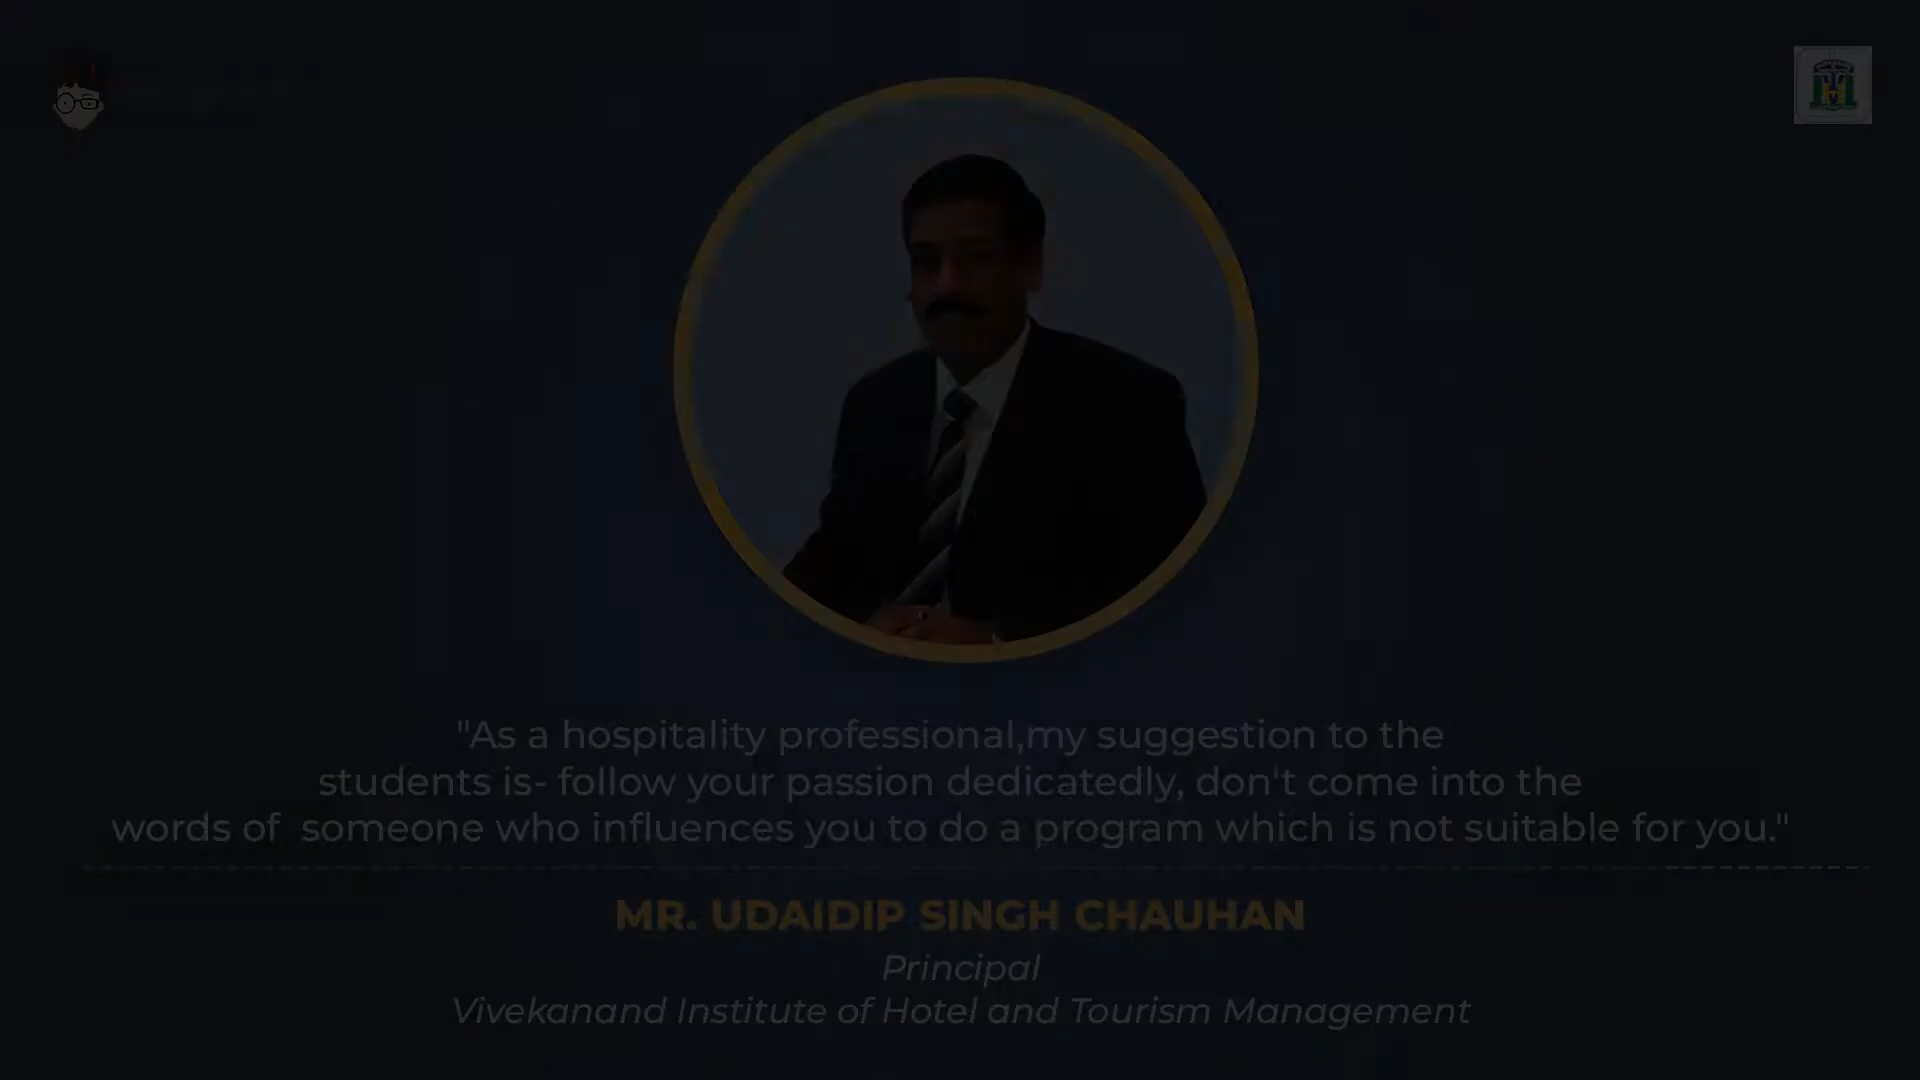 "As a hospitality professional,my suggestion to the
students is- follow your passion dedicatedly, don't come into the
words of  someone who influences you to do a program which is not suitable for you."
MR. UDAIDIP SINGH CHAUHAN
Principal
Vivekanand Institute of Hotel and Tourism Management